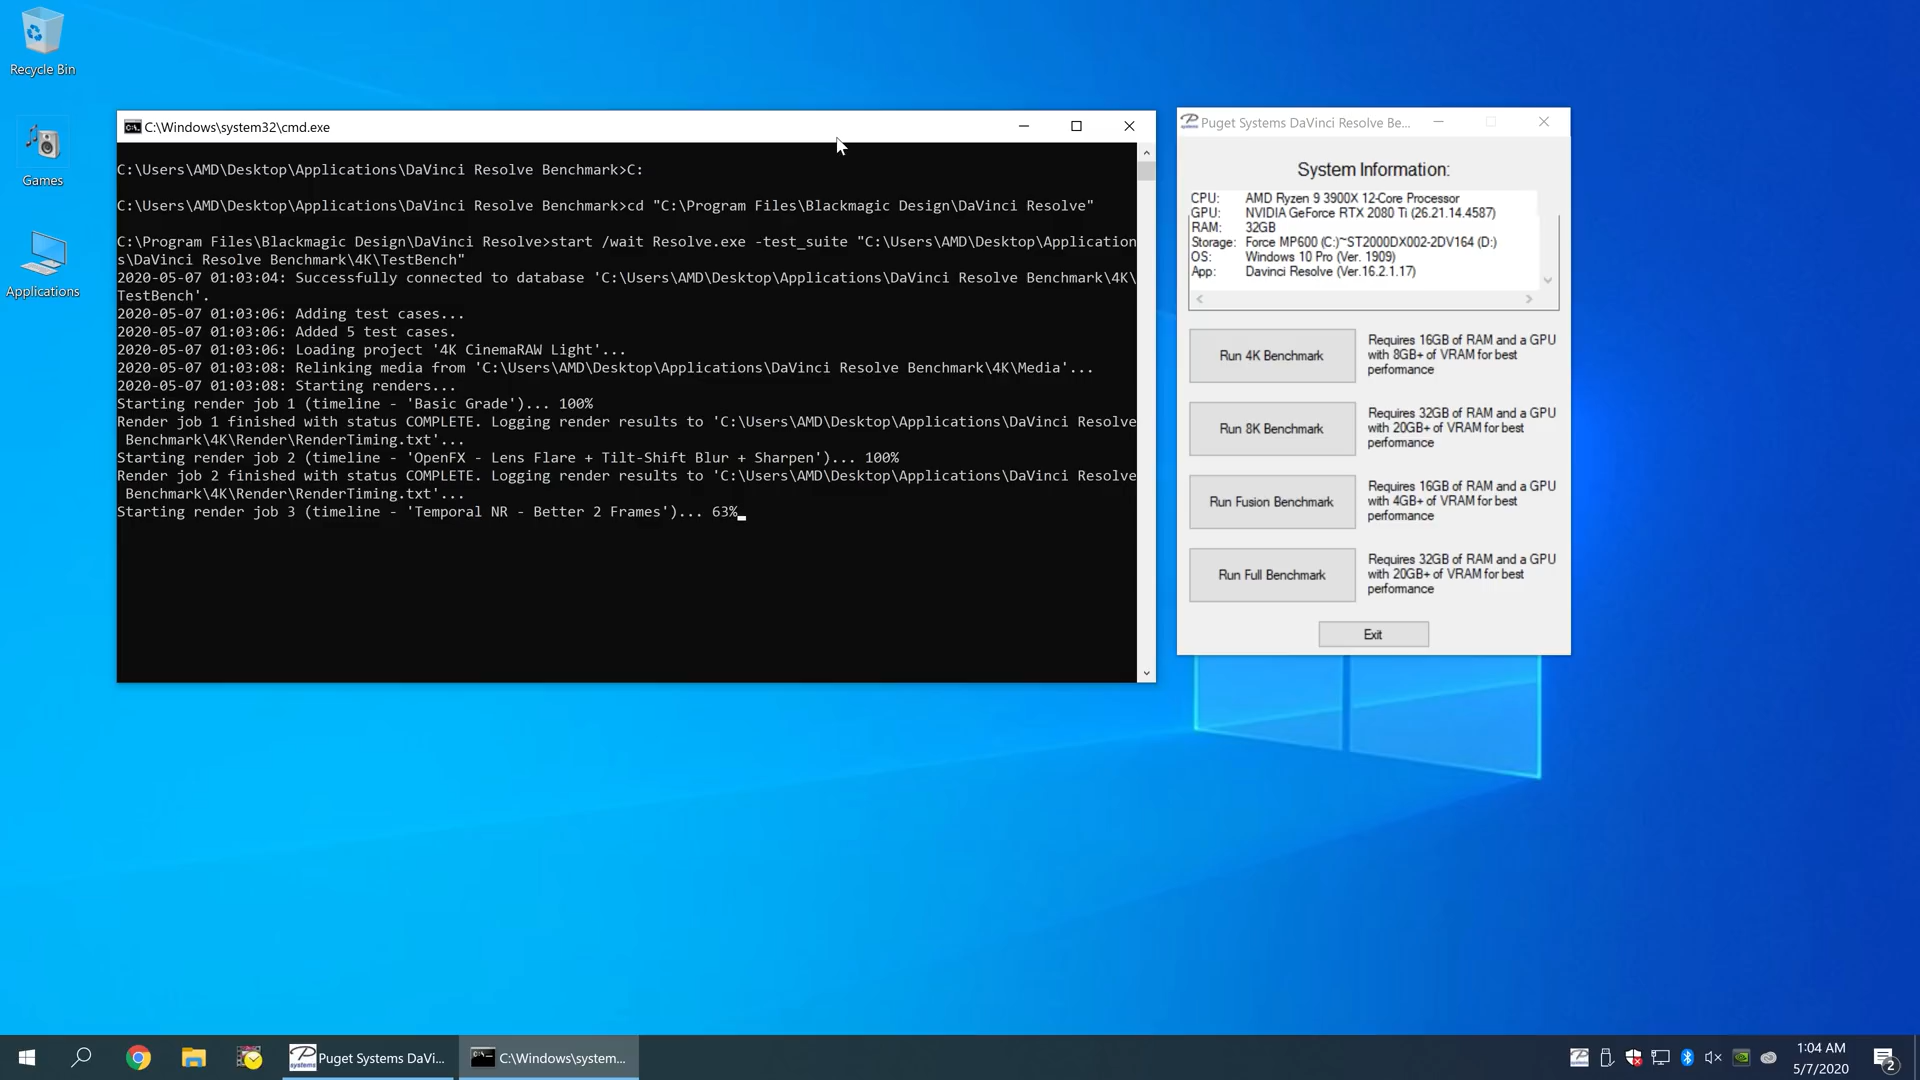 Recycle Bin
Games
Applications
C:\Windows\system32\cmd.exe
C:\Users\AMD\Desktop\Applications\DaVinci Resolve Benchmark>C:
C:\Users\AMD\Desktop\Applications\DaVinci Resolve Benchmark>cd "C:\Program Files\Blackmagic Design\DaVinci Resolve"
C:\Program Files\Blackmagic Design\DaVinci Resolve>start /wait Resolve.exe -test_suite "C:\Users\AMD\Desktop\Application
s\DaVinci Resolve Benchmark\4K\TestBench"
2020-05-07 01:03:04: Successfully connected to database 'C:\Users\AMD\Desktop\Applications\DaVinci Resolve Benchmark\4K\
TestBench'.
2020-05-07 01:03:06: Adding test cases...
2020-05-07 01:03:06: Added 5 test cases.
2020-05-07 01:03:06: Loading project '4K CinemaRAW Light'...
2020-05-07 01:03:08: Relinking media from 'C:\Users\AMD\Desktop\Applications\DaVinci Resolve Benchmark\4K\Media'...
2020-05-07 01:03:08: Starting renders...
Starting render job 1 (timeline - 'Basic Grade')... 100%
Render job 1 finished with status COMPLETE. Logging render results to 'C:\Users\AMD\Desktop\Applications\DaVinci Resolve
 Benchmark\4K\Render\RenderTiming.txt'...
Starting render job 2 (timeline - 'OpenFX - Lens Flare + Tilt-Shift Blur + Sharpen')... 100%
Render job 2 finished with status COMPLETE. Logging render results to 'C:\Users\AMD\Desktop\Applications\DaVinci Resolve
 Benchmark\4K\Render\RenderTiming.txt'...
Starting render job 3 (timeline - 'Temporal NR - Better 2 Frames')... 63%
Puget Systems DaVinci Resolve Be...
System Information:
CPU: AMD Ryzen 9 3900X 12-Core Processor
GPU: NVIDIA GeForce RTX 2080 Ti (26.21.14.4587)
RAM: 32GB
Storage: Force MP600 (C:)~ST2000DX002-2DV164 (D:)
OS: Windows 10 Pro (Ver. 1909)
App: Davinci Resolve (Ver.16.2.1.17)
Run 4K Benchmark
Requires 16GB of RAM and a GPU
with 8GB+ of VRAM for best
performance
Run 8K Benchmark
Requires 32GB of RAM and a GPU
with 20GB+ of VRAM for best
performance
Run Fusion Benchmark
Requires 16GB of RAM and a GPU
with 4GB+ of VRAM for best
performance
Run Full Benchmark
Requires 32GB of RAM and a GPU
with 20GB+ of VRAM for best
performance
Exit
Puget Systems DaVi...
C:\Windows\system...
1:04 AM
5/7/2020
2